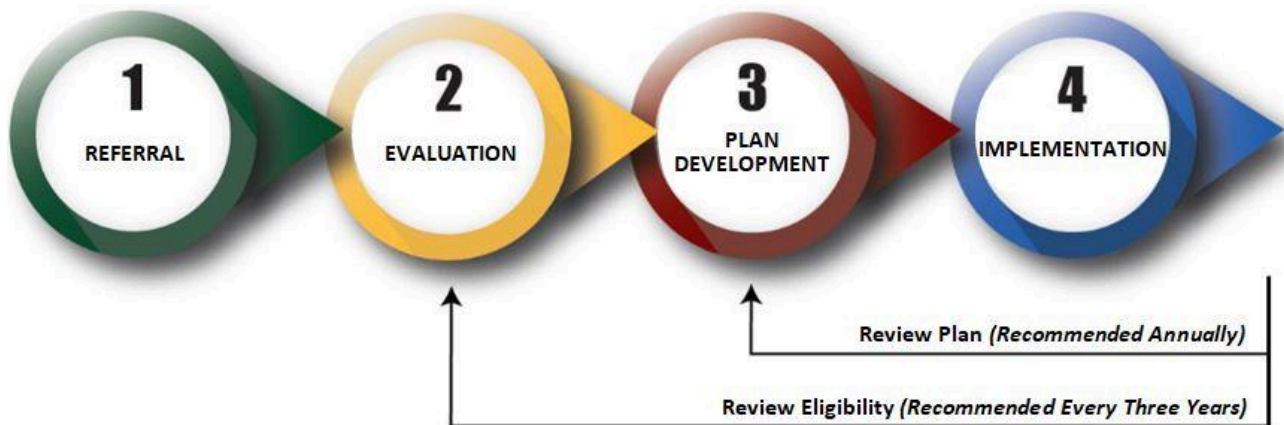 1
REFERRAL
2
EVALUATION
3
PLAN
DEVELOPMENT
4
IMPLEMENTATION
Review Plan (Recommended Annually)
Review Eligibility (Recommended Every Three Years)